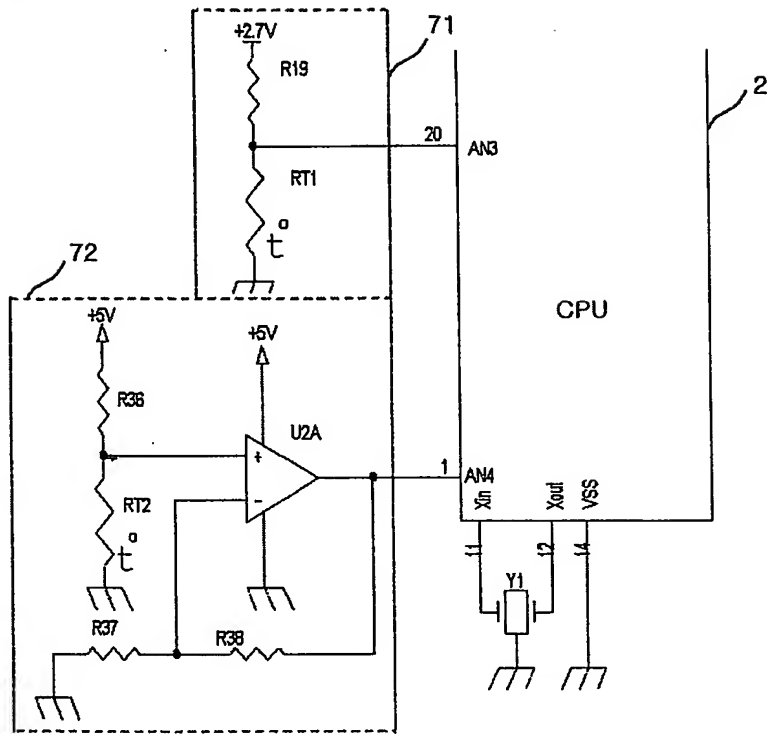 +2.7V
71
R19
2
20
AN3
RT1
t°
72
CPU
+5V
+5V
R36
U2A
+
1
AN4
-
RT2
t°
Xin
Xout
VSS
11
12
14
Y1
R37
R38